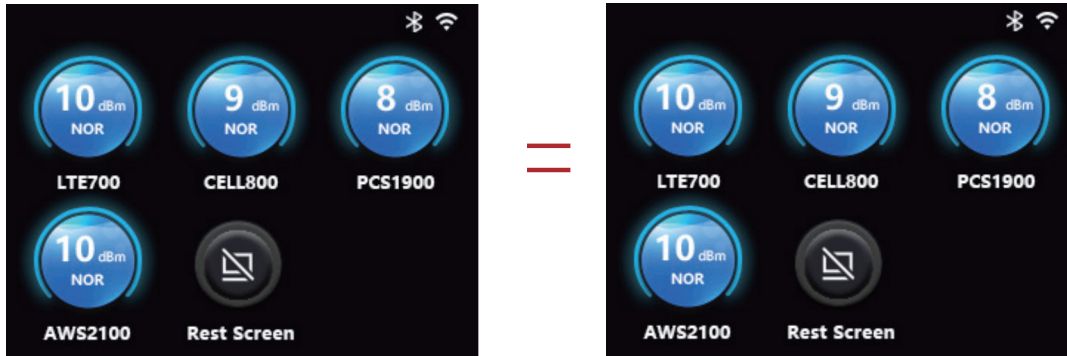 10 dBm
NOR
LTE700
9 dBm
NOR
CELL800
8 dBm
NOR
PCS1900
10 dBm
NOR
AWS2100
Rest Screen
=
10 dBm
NOR
LTE700
9 dBm
NOR
CELL800
8 dBm
NOR
PCS1900
10 dBm
NOR
AWS2100
Rest Screen